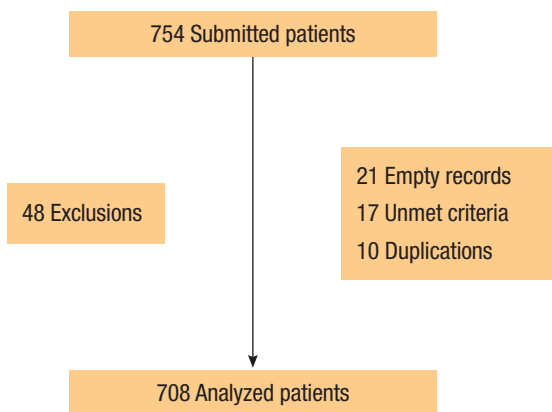 754 Submitted patients
48 Exclusions
21 Empty records
17 Unmet criteria
10 Duplications
708 Analyzed patients